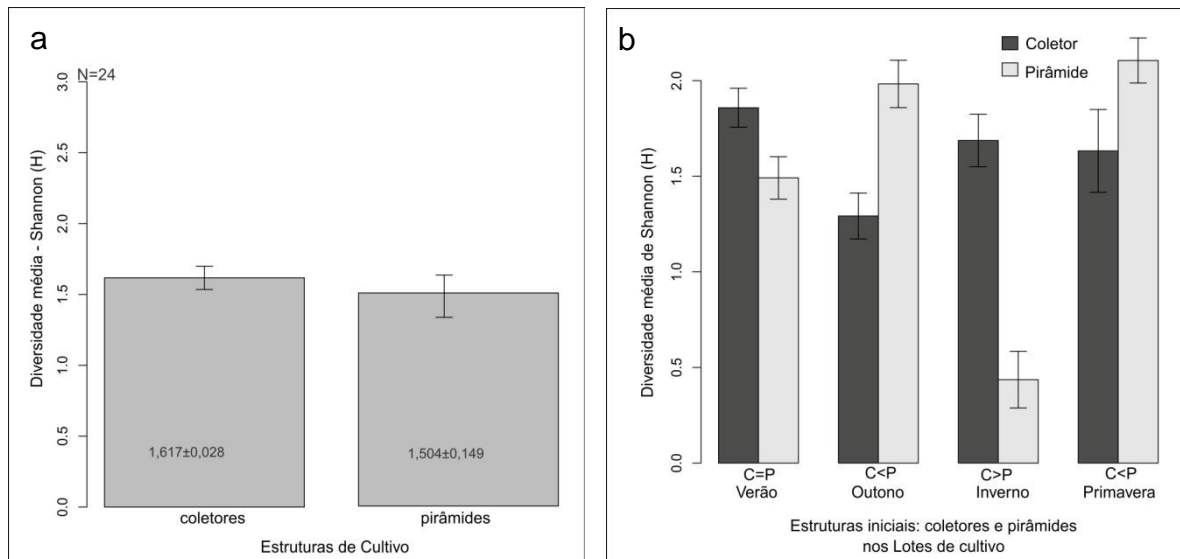 a
N=24
Diversidade média - Shannon (H)
3.0
2.5
2.0
1.5
1.0
0.5
0.0
1,617±0,028
1,504±0,149
coletores
pirâmides
Estruturas de Cultivo
b
Coletor
Pirâmide
Diversidade média de Shannon (H)
2.0
1.5
1.0
0.5
0.0
C=P
Verão
C<P
Outono
C>P
Inverno
C<P
Primavera
Estruturas iniciais: coletores e pirâmides
nos Lotes de cultivo